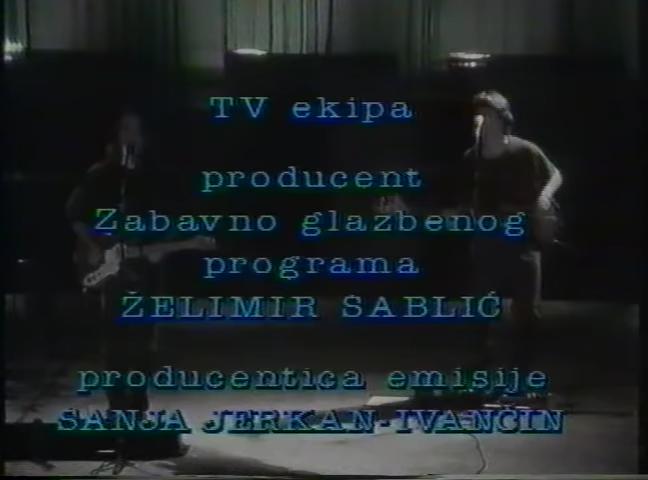 TV ekipa
producent
Zabavno glazbenog
programa
ŽELIMIR SABLIĆ
producentica emisije
SANJA JERKAN-IVANČIN